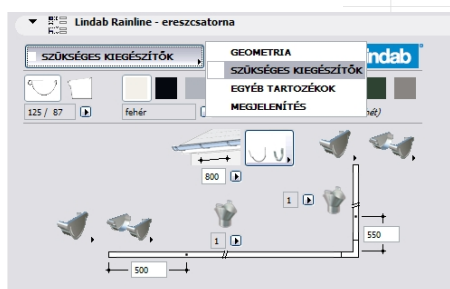 Lindab Rainline - ereszcsatorna
SZÜKSÉGES KIEGÉSZÍTŐK
GEOMETRIA
SZÜKSÉGES KIEGÉSZÍTŐK
EGYÉB TARTOZÉKOK
MEGJELENÍTÉS
ndab
125 / 87
fehér
800
1
1
550
500